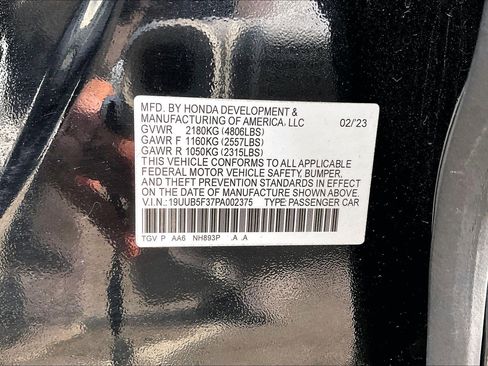 MFD. BY HONDA DEVELOPMENT &
MANUFACTURING OF AMERICA, LLC 02/'23
GVWR 2180KG (4806LBS)
GAWR F 1160KG (2557LBS)
GAWR R 1050KG (2315LBS)
THIS VEHICLE CONFORMS TO ALL APPLICABLE
FEDERAL MOTOR VEHICLE SAFETY, BUMPER,
AND THEFT PREVENTION STANDARDS IN EFFECT
ON THE DATE OF MANUFACTURE SHOWN ABOVE.
V.I.N.: 19UUB5F37PA002375 TYPE: PASSENGER CAR
TGV P AA6 NH893P .A .A